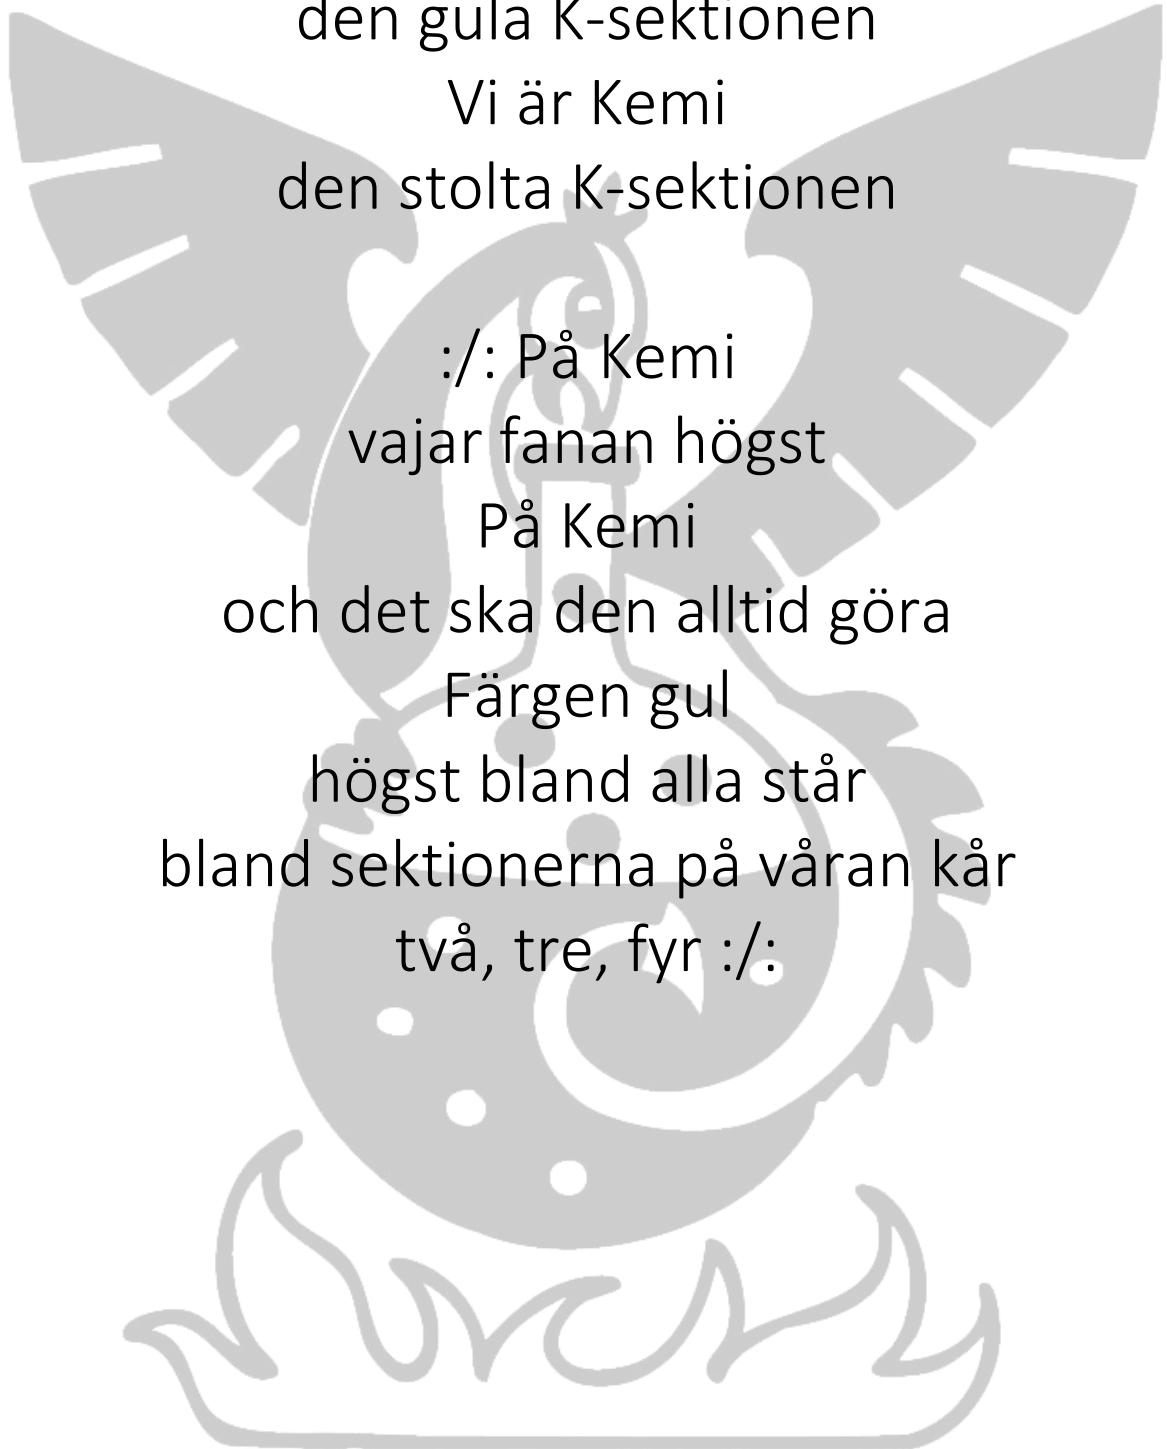 den gula K-sektionen
Vi är Kemi
den stolta K-sektionen
:/: På Kemi
vajar fanan högst
På Kemi
och det ska den alltid göra
Färgen gul
högst bland alla står
bland sektionerna på våran kår
två, tre, fyr :/: